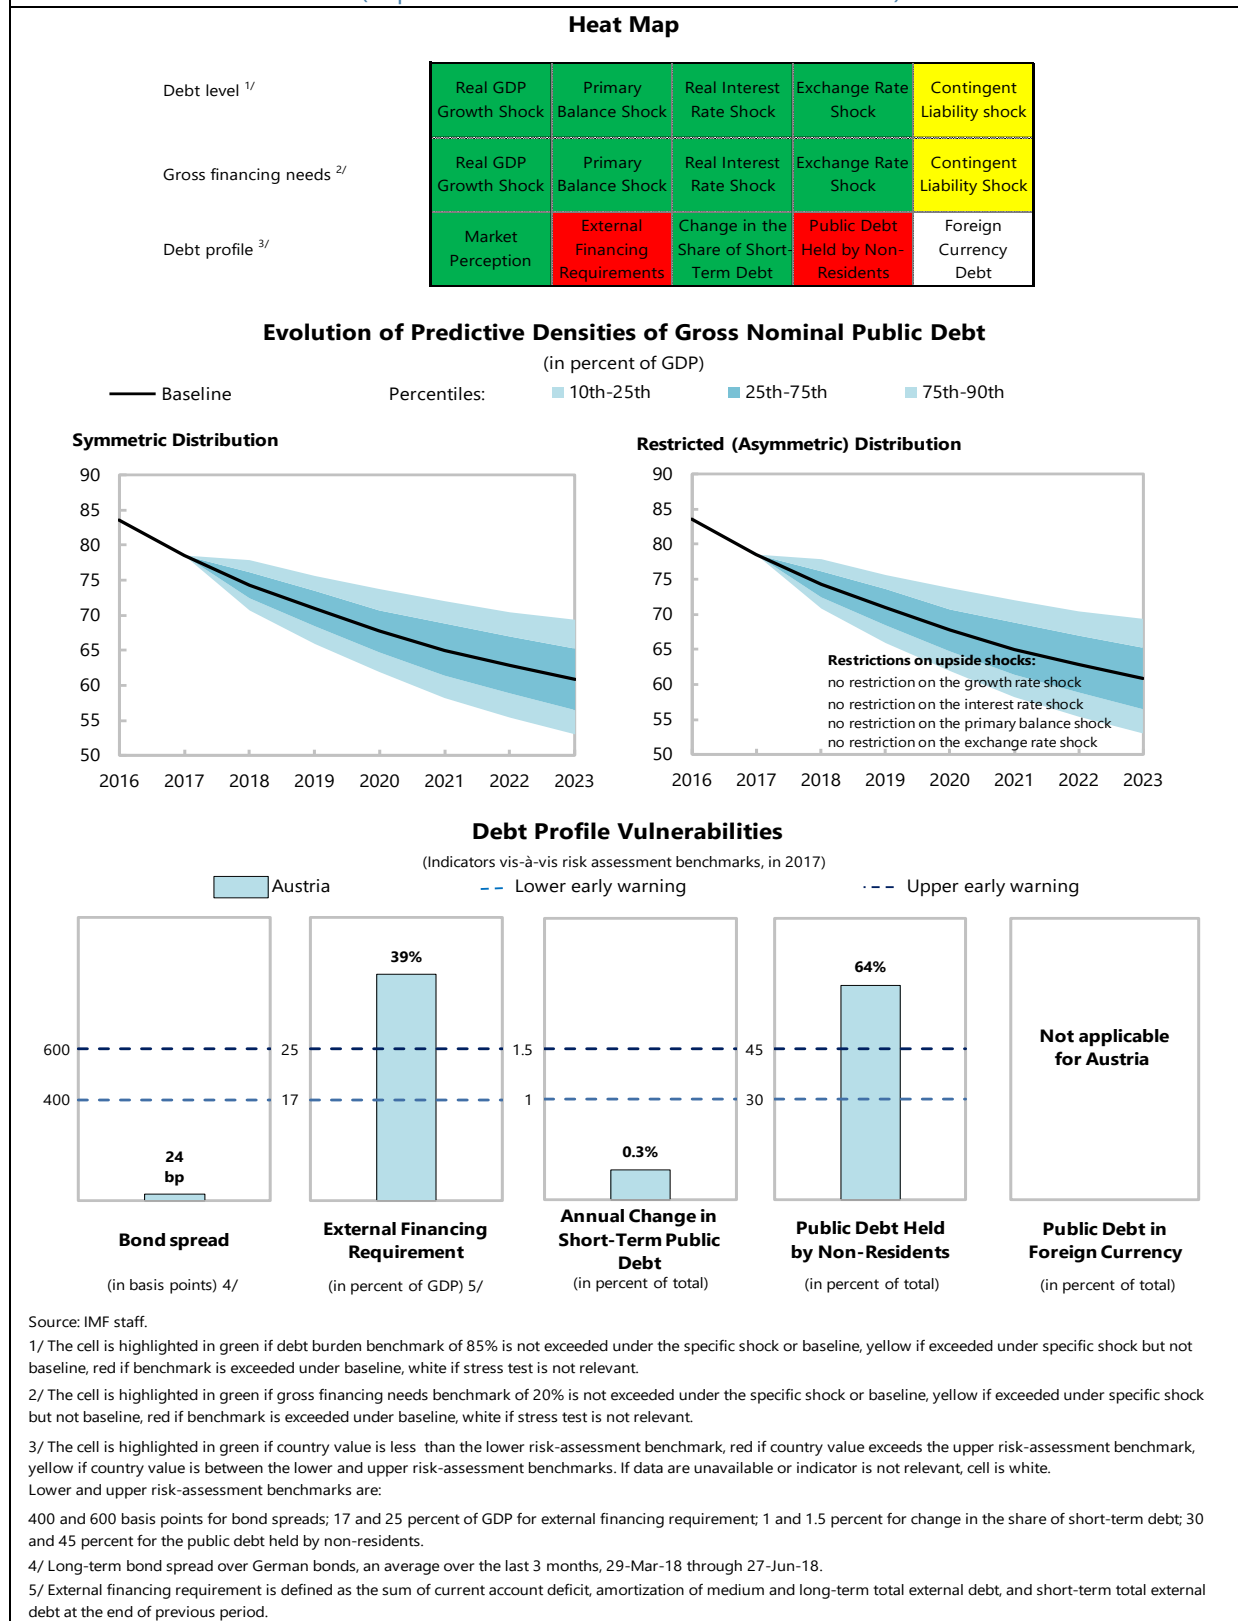 Heat Map
Debt level 1/
Real GDP Growth Shock
Primary Balance Shock
Real Interest Rate Shock
Exchange Rate Shock
Contingent Liability shock
Gross financing needs 2/
Real GDP Growth Shock
Primary Balance Shock
Real Interest Rate Shock
Exchange Rate Shock
Contingent Liability Shock
Debt profile 3/
Market Perception
External Financing Requirements
Change in the Share of Short-Term Debt
Public Debt Held by Non-Residents
Foreign Currency Debt
Evolution of Predictive Densities of Gross Nominal Public Debt
(in percent of GDP)
Baseline Percentiles: 10th-25th 25th-75th 75th-90th
Symmetric Distribution
90
85
80
75
70
65
60
55
50
2016 2017 2018 2019 2020 2021 2022 2023
Restricted (Asymmetric) Distribution
90
85
80
75
70
65
60
55
50
Restrictions on upside shocks:
no restriction on the growth rate shock
no restriction on the interest rate shock
no restriction on the primary balance shock
no restriction on the exchange rate shock
2016 2017 2018 2019 2020 2021 2022 2023
Debt Profile Vulnerabilities
(Indicators vis-à-vis risk assessment benchmarks, in 2017)
Austria Lower early warning Upper early warning
600
400
24
bp
Bond spread
(in basis points) 4/
25
17
39%
External Financing
Requirement
(in percent of GDP) 5/
1.5
1
0.3%
Annual Change in
Short-Term Public
Debt
(in percent of total)
45
30
64%
Public Debt Held
by Non-Residents
(in percent of total)
Not applicable
for Austria
Public Debt in
Foreign Currency
(in percent of total)
Source: IMF staff.
1/ The cell is highlighted in green if debt burden benchmark of 85% is not exceeded under the specific shock or baseline, yellow if exceeded under specific shock but not
baseline, red if benchmark is exceeded under baseline, white if stress test is not relevant.
2/ The cell is highlighted in green if gross financing needs benchmark of 20% is not exceeded under the specific shock or baseline, yellow if exceeded under specific shock
but not baseline, red if benchmark is exceeded under baseline, white if stress test is not relevant.
3/ The cell is highlighted in green if country value is less than the lower risk-assessment benchmark, red if country value exceeds the upper risk-assessment benchmark,
yellow if country value is between the lower and upper risk-assessment benchmarks. If data are unavailable or indicator is not relevant, cell is white.
Lower and upper risk-assessment benchmarks are:
400 and 600 basis points for bond spreads; 17 and 25 percent of GDP for external financing requirement; 1 and 1.5 percent for change in the share of short-term debt; 30
and 45 percent for the public debt held by non-residents.
4/ Long-term bond spread over German bonds, an average over the last 3 months, 29-Mar-18 through 27-Jun-18.
5/ External financing requirement is defined as the sum of current account deficit, amortization of medium and long-term total external debt, and short-term total external
debt at the end of previous period.